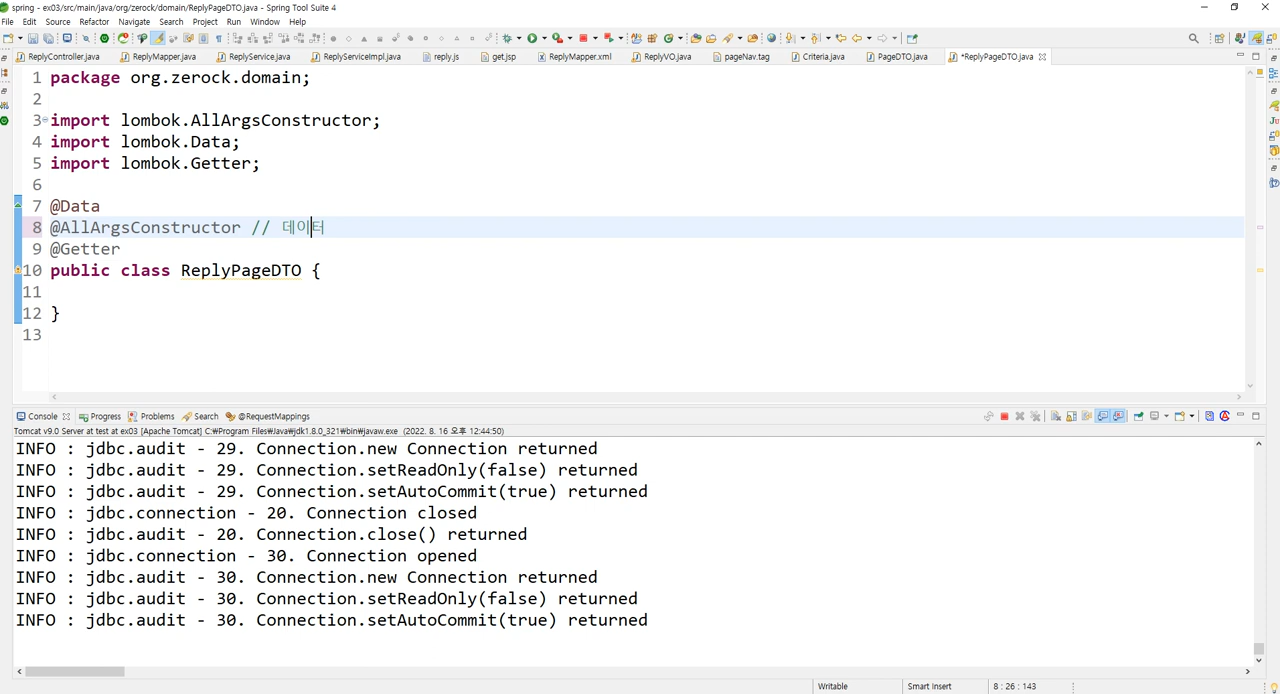 spring - ex03/src/main/java/org/zerock/domain/ReplyPageDTO.java - Spring Tool Suite 4
File Edit Source Refactor Navigate Search Project Run Window Help
ReplyController.java ReplyMapper.java ReplyService.java ReplyServiceImpl.java reply.js get.jsp ReplyMapper.xml ReplyVO.java pageNav.tag Criteria.java PageDTO.java *ReplyPageDTO.java
1 package org.zerock.domain;
2
3 import lombok.AllArgsConstructor;
4 import lombok.Data;
5 import lombok.Getter;
6
7 @Data
8 @AllArgsConstructor // 데이터
9 @Getter
10 public class ReplyPageDTO {
11
12 }
13
Console Progress Problems Search @RequestMappings
Tomcat v9.0 Server at test at ex03 [Apache Tomcat] C:₩Program Files₩Java₩jdk1.8.0_321₩bin₩javaw.exe (2022. 8. 16 오후 12:44:50)
INFO : jdbc.audit - 29. Connection.new Connection returned
INFO : jdbc.audit - 29. Connection.setReadOnly(false) returned
INFO : jdbc.audit - 29. Connection.setAutoCommit(true) returned
INFO : jdbc.connection - 20. Connection closed
INFO : jdbc.audit - 20. Connection.close() returned
INFO : jdbc.connection - 30. Connection opened
INFO : jdbc.audit - 30. Connection.new Connection returned
INFO : jdbc.audit - 30. Connection.setReadOnly(false) returned
INFO : jdbc.audit - 30. Connection.setAutoCommit(true) returned
Writable Smart Insert 8 : 26 : 143